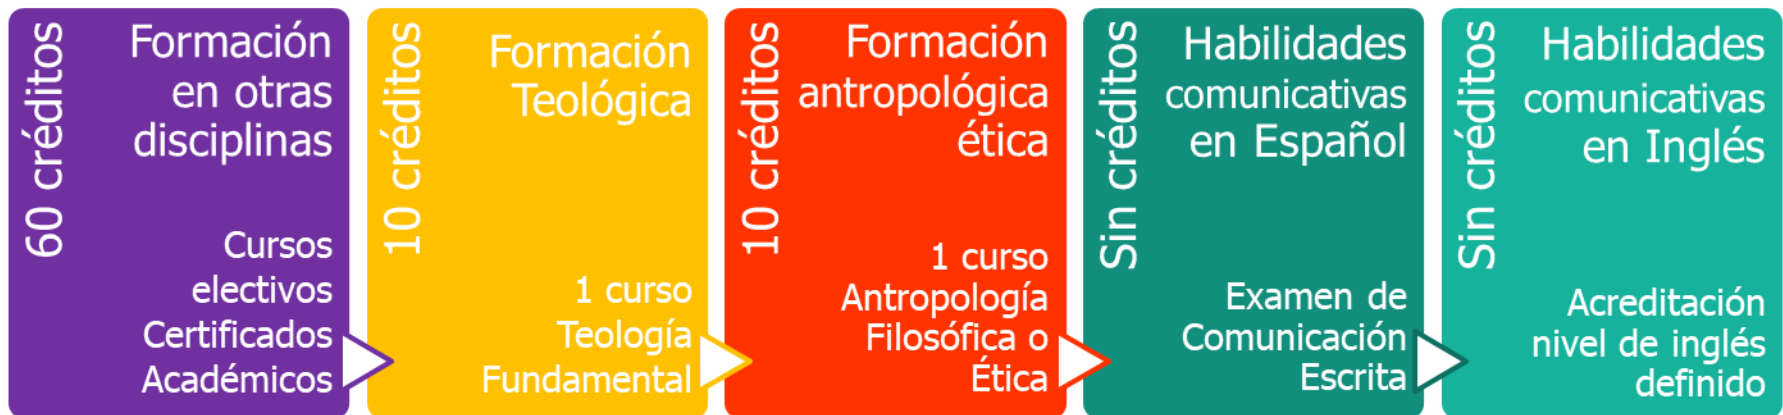 60 créditos
Formación
en otras
disciplinas
Cursos
electivos
Certificados
Académicos
10 créditos
Formación
Teológica
1 curso
Teología
Fundamental
10 créditos
Formación
antropológica
ética
1 curso
Antropología
Filosófica o
Ética
Sin créditos
Habilidades
comunicativas
en Español
Examen de
Comunicación
Escrita
Sin créditos
Habilidades
comunicativas
en Inglés
Acreditación
nivel de inglés
definido